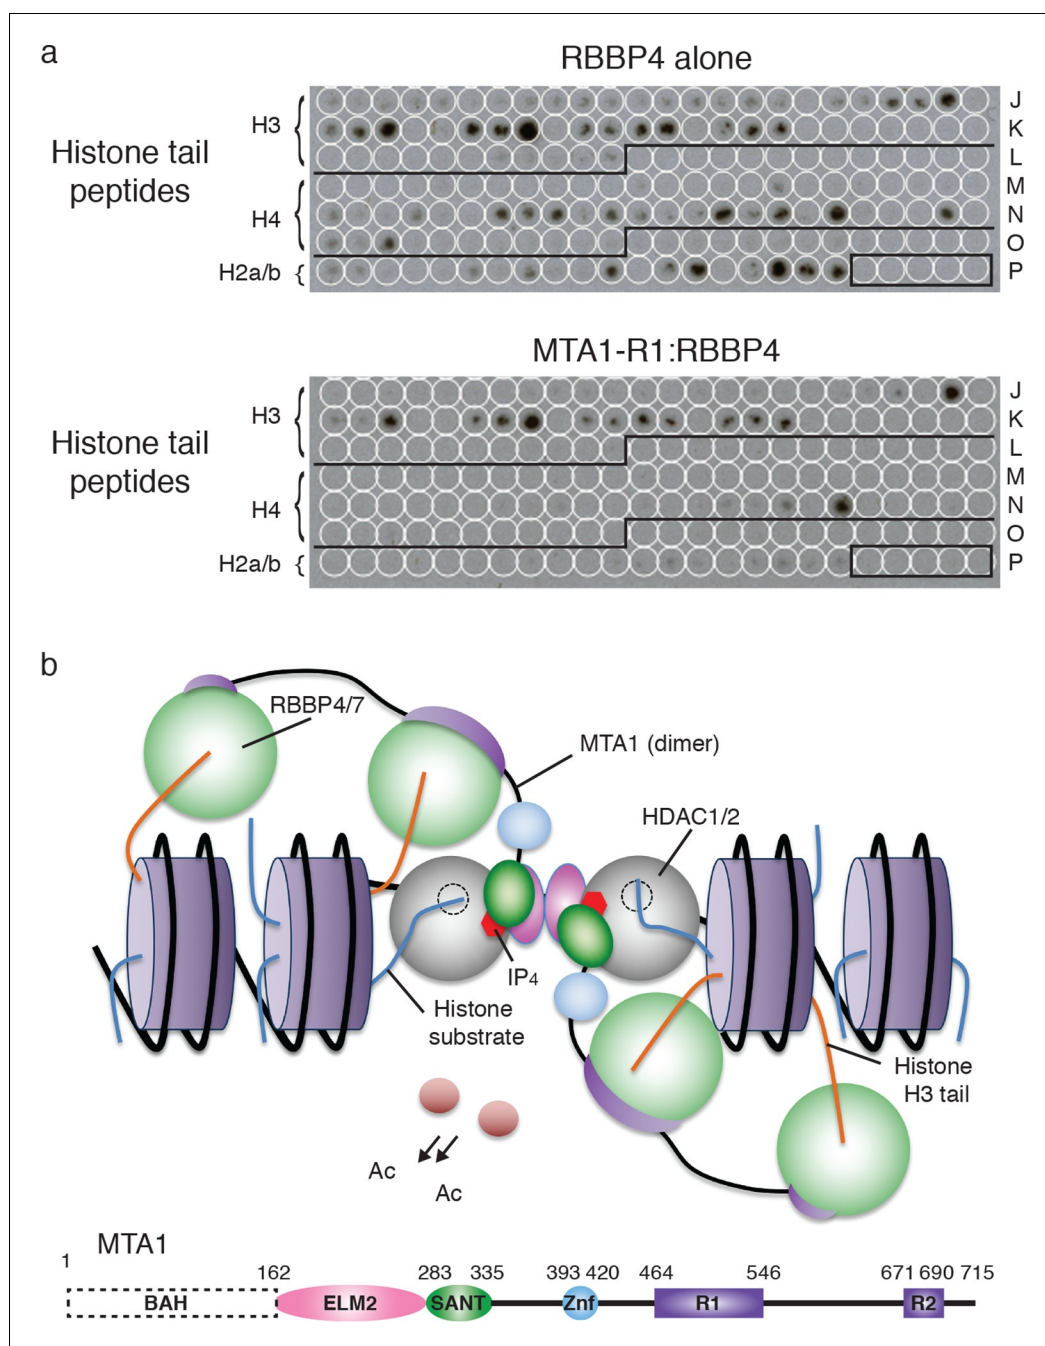 a
RBBP4 alone
Histone tail
peptides
H3
H4
H2a/b
J
K
L
M
N
O
P
MTA1-R1:RBBP4
Histone tail
peptides
H3
H4
H2a/b
J
K
L
M
N
O
P
b
RBBP4/7
MTA1 (dimer)
HDAC1/2
IP4
Histone
substrate
Histone
H3 tail
Ac
Ac
MTA1
1 162 283 335 393 420 464 546 671 690 715
BAH ELM2 SANT Znf R1 R2